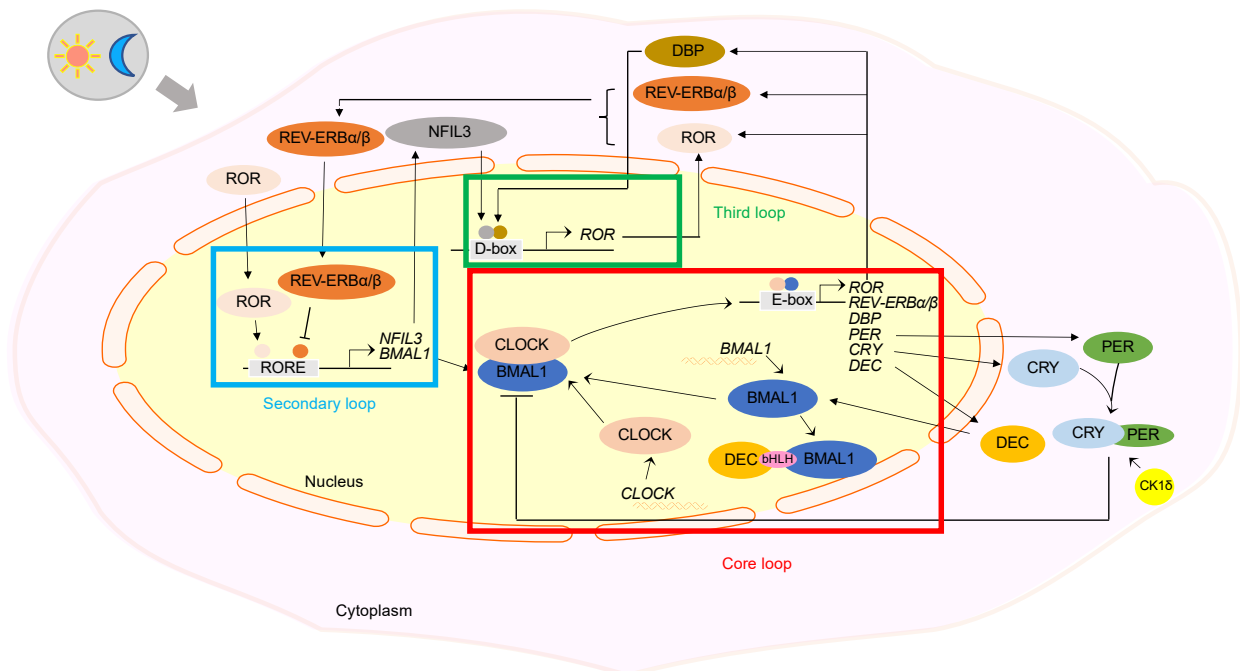 DBP
REV-ERBα/β
REV-ERBα/β
NFIL3
ROR
ROR
Third loop
ROR
D-box
REV-ERBα/β
ROR
E-box
ROR
REV-ERBα/β
DBP
PER
CRY
DEC
NFIL3
BMAL1
RORE
CLOCK
BMAL1
BMAL1
PER
CRY
Secondary loop
BMAL1
CLOCK
DEC
CRY
PER
DEC
bHLH
BMAL1
Nucleus
CLOCK
CK1δ
Core loop
Cytoplasm